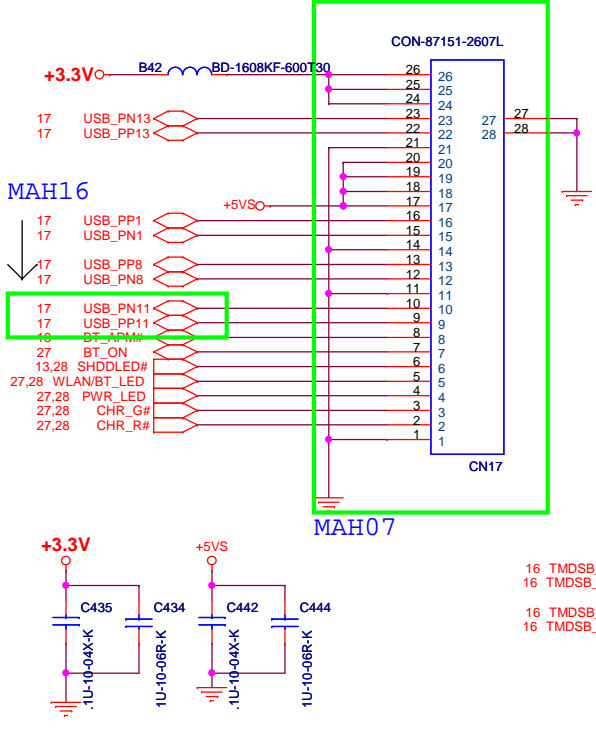 CON-87151-2607L
+3.3V B42 BD-1608KF-600T30 26 26
25 25
24 24
17 USB_PN13 23 23 27 27
17 USB_PP13 22 22 28 28
21 21
20 20
19 19
MAH16
18 18
+5VS 17 17
17 USB_PP1 16 16
17 USB_PN1 15 15
14 14
17 USB_PP8 13 13
17 USB_PN8 12 12
11 11
17 USB_PN11 10 10
17 USB_PP11 9 9
BT_APM# 8 8
27 BT_ON 7 7
13,28 SHDDLED# 6 6
27,28 WLAN/BT_LED 5 5
27,28 PWR_LED 4 4
27,28 CHR_G# 3 3
27,28 CHR_R# 2 2
1 1
CN17
MAH07
+3.3V +5VS
16 TMDSB_
16 TMDSB_
C435 C434 C442 C444
16 TMDSB_
16 TMDSB_
.1U-10-04X-K 1U-10-06R-K .1U-10-04X-K 1U-10-06R-K